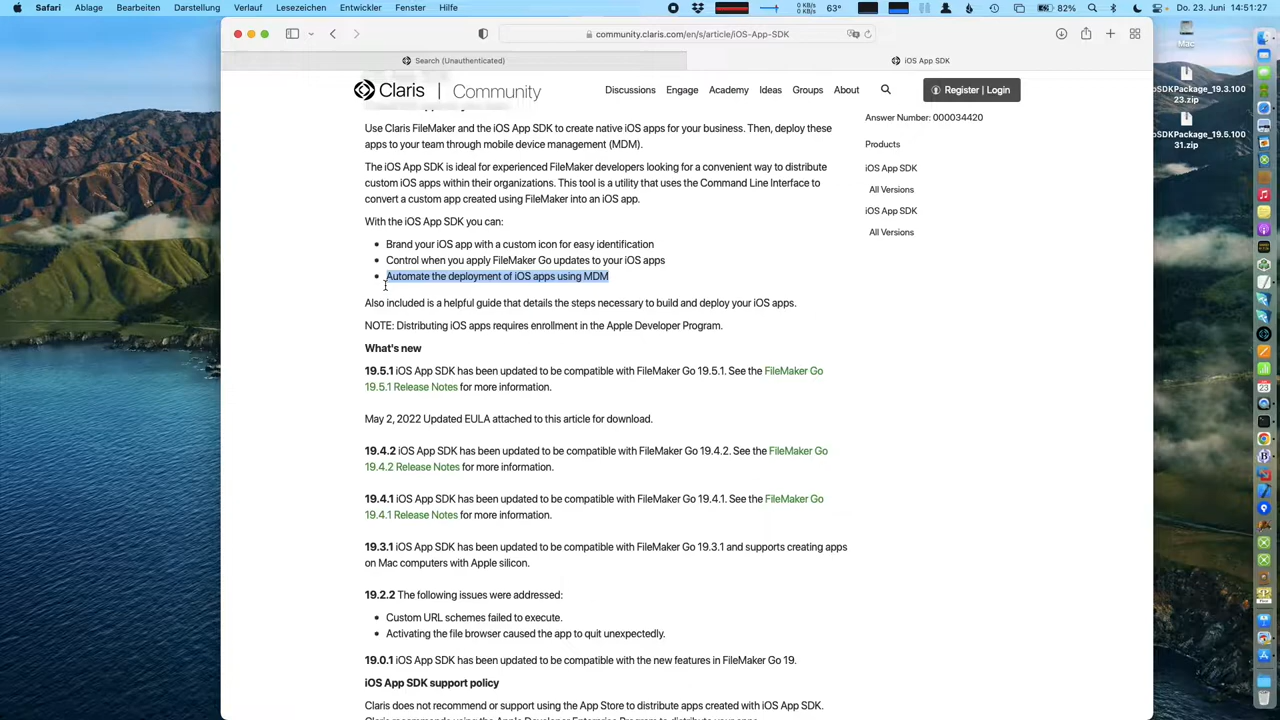 Safari Ablage Bearbeiten Darstellung
0 KB/s
0 KB/s
63°
82%
Do. 23. Juni 14:51:27
community.claris.com/en/s/article/iOS-App-SDK
Search (Unauthenticated)
iOS App SDK
Claris | Community
Discussions Engage Academy Ideas Groups About
Register | Login
Use Claris FileMaker and the iOS App SDK to create native iOS apps for your business. Then, deploy these
apps to your team through mobile device management (MDM).
The iOS App SDK is ideal for experienced FileMaker developers looking for a convenient way to distribute
custom iOS apps within their organizations. This tool is a utility that uses the Command Line Interface to
convert a custom app created using FileMaker into an iOS app.
With the iOS App SDK you can:
• Brand your iOS app with a custom icon for easy identification
• Control when you apply FileMaker Go updates to your iOS apps
• Automate the deployment of iOS apps using MDM
Also included is a helpful guide that details the steps necessary to build and deploy your iOS apps.
NOTE: Distributing iOS apps requires enrollment in the Apple Developer Program.
What's new
19.5.1 iOS App SDK has been updated to be compatible with FileMaker Go 19.5.1. See the FileMaker Go
19.5.1 Release Notes for more information.
May 2, 2022 Updated EULA attached to this article for download.
19.4.2 iOS App SDK has been updated to be compatible with FileMaker Go 19.4.2. See the FileMaker Go
19.4.2 Release Notes for more information.
19.4.1 iOS App SDK has been updated to be compatible with FileMaker Go 19.4.1. See the FileMaker Go
19.4.1 Release Notes for more information.
19.3.1 iOS App SDK has been updated to be compatible with FileMaker Go 19.3.1 and supports creating apps
on Mac computers with Apple silicon.
19.2.2 The following issues were addressed:
• Custom URL schemes failed to execute.
• Activating the file browser caused the app to quit unexpectedly.
19.0.1 iOS App SDK has been updated to be compatible with the new features in FileMaker Go 19.
iOS App SDK support policy
Claris does not recommend or support using the App Store to distribute apps created with iOS App SDK.
Answer Number: 000034420
Products
iOS App SDK
All Versions
iOS App SDK
All Versions
Mac
SDKPackage_19.3.100
23.zip
SDKPackage_19.5.100
31.zip
23